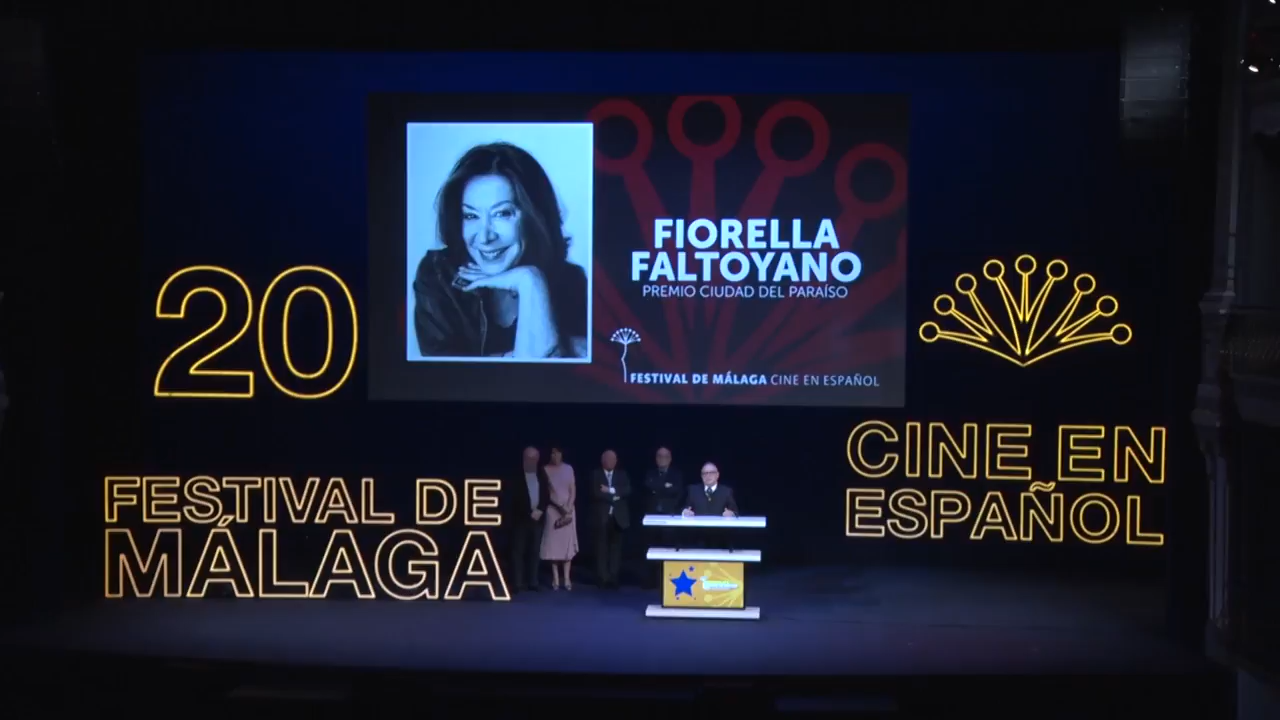 FIORELLA
FALTOYANO
PREMIO CIUDAD DEL PARAÍSO
FESTIVAL DE MÁLAGA CINE EN ESPAÑOL
20
FESTIVAL DE
MÁLAGA
CINE EN
ESPAÑOL